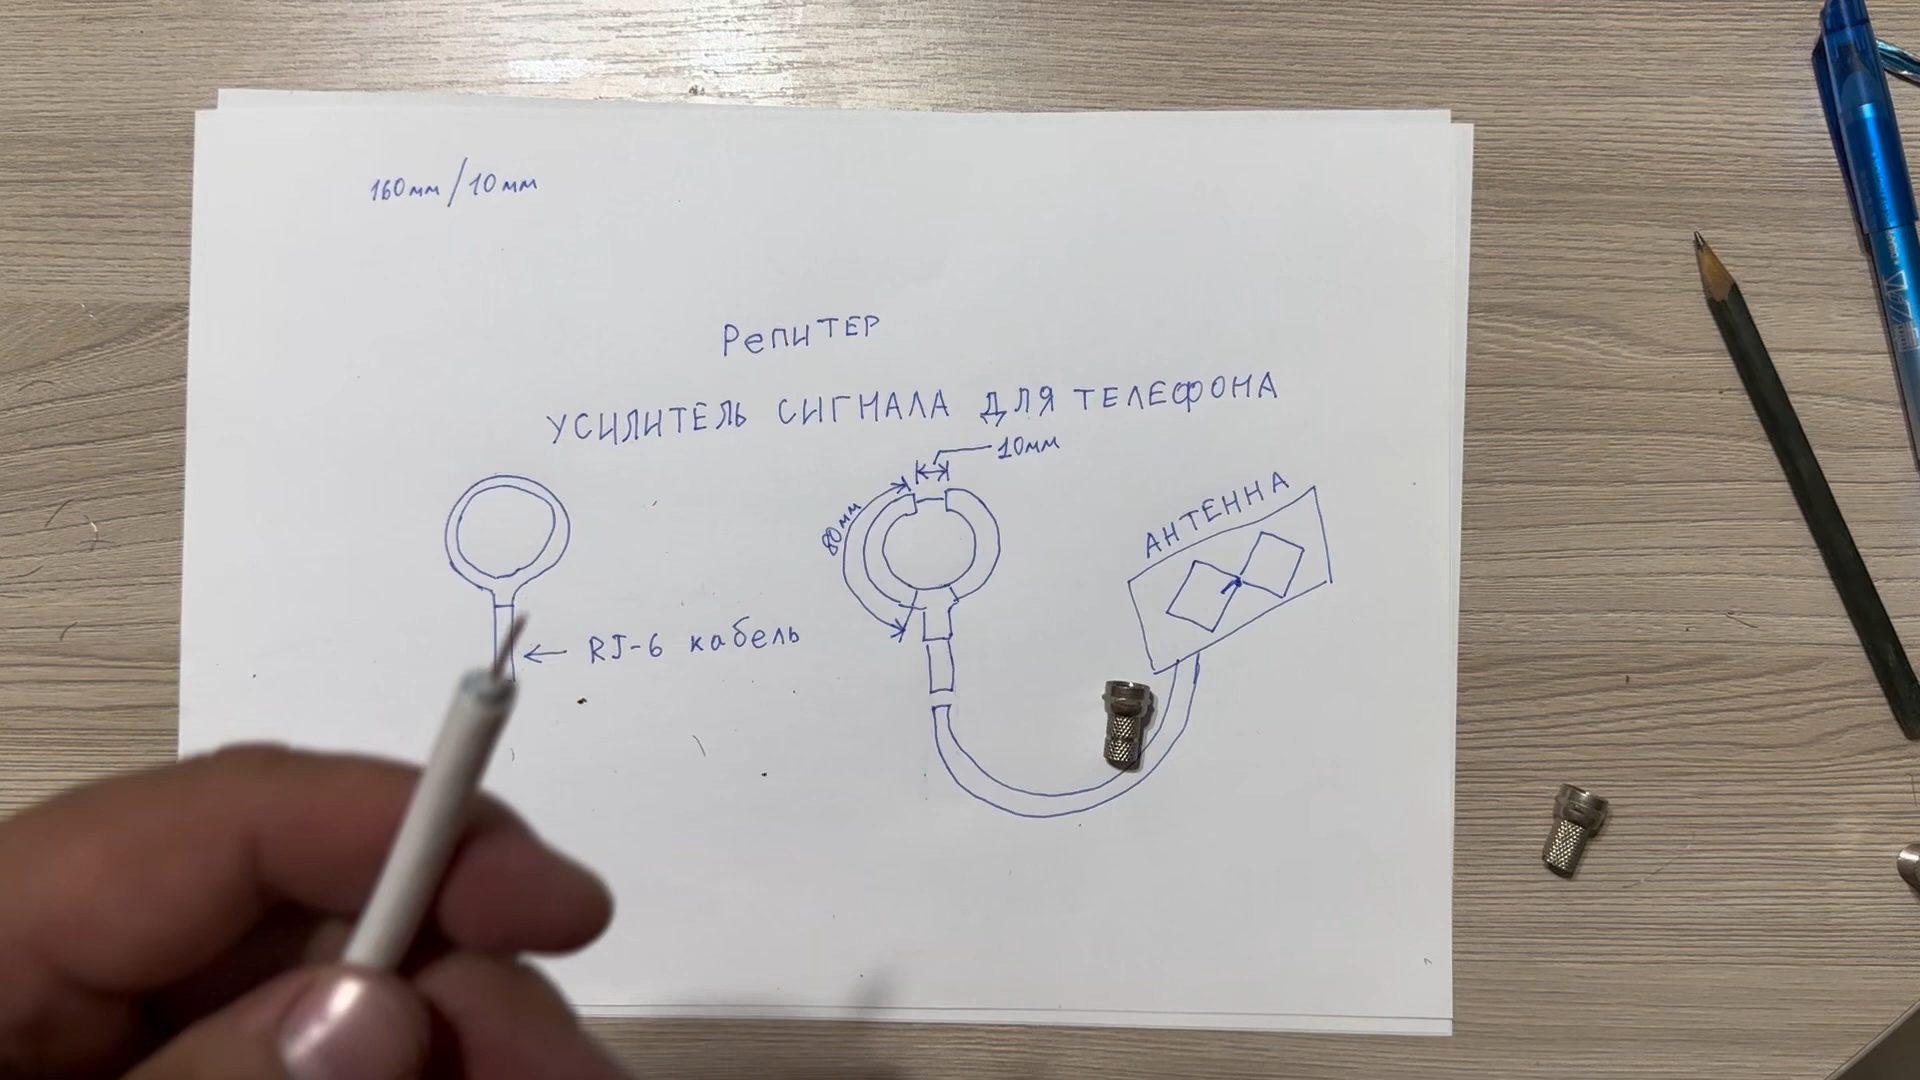 160мм/10мм
Репитер
УСИЛИТЕЛЬ СИГНАЛА ДЛЯ ТЕЛЕФОНА
10мм
80мм
АНТЕННА
RJ-6 кабель